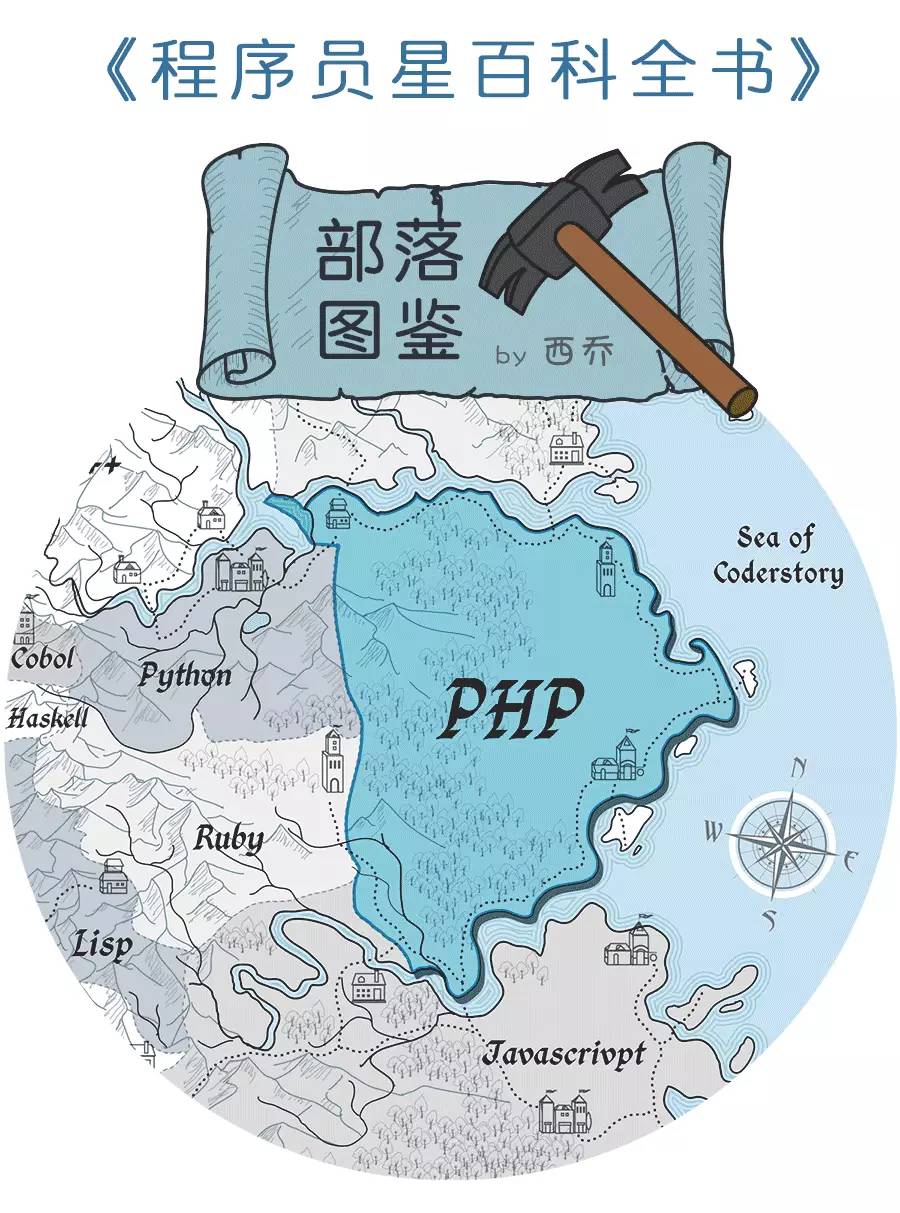 《程序员星百科全书》
部落
图鉴
by 西乔
Sea of
Coderstory
Cobol
Python
Haskell
PHP
N
W
E
S
Ruby
Lisp
Javascrivpt